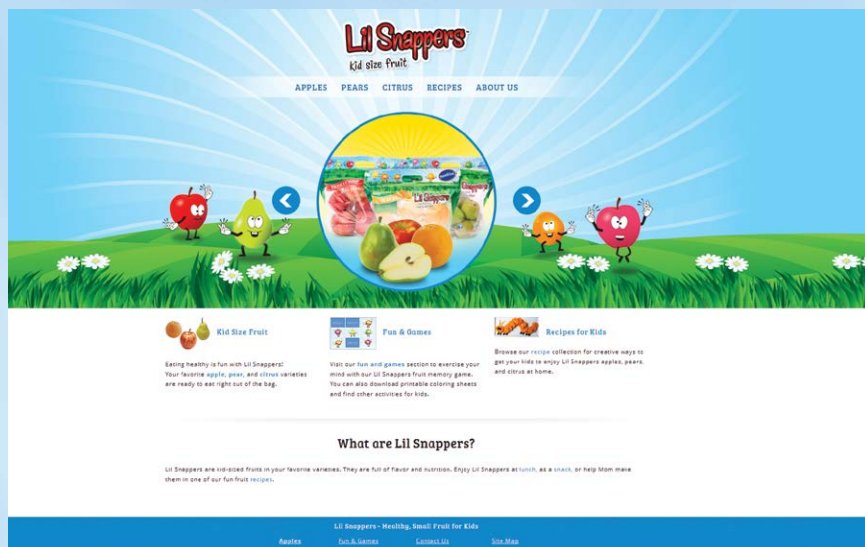 Lil Snappers
kid size fruit
APPLES PEARS CITRUS RECIPES ABOUT US
Lil Snappers
Kid Size Fruit
Eating healthy is fun with Lil Snappers!
Your favorite apple, pear, and citrus varieties
are ready to eat right out of the bag.
Fun & Games
Visit our fun and games section to exercise your
mind with our Lil Snappers fruit memory game.
You can also download printable coloring sheets
and find other activities for kids.
Recipes for Kids
Browse our recipe collection for creative ways to
get your kids to enjoy Lil Snappers apples, pears,
and citrus at home.
What are Lil Snappers?
Lil Snappers are kid-sized fruits in your favorite varieties. They are full of flavor and nutrition. Enjoy Lil Snappers at lunch, as a snack, or help Mom make
them in one of our fun fruit recipes.
Lil Snappers - Healthy, Small Fruit for Kids
Apples Fun & Games Contact Us Site Map